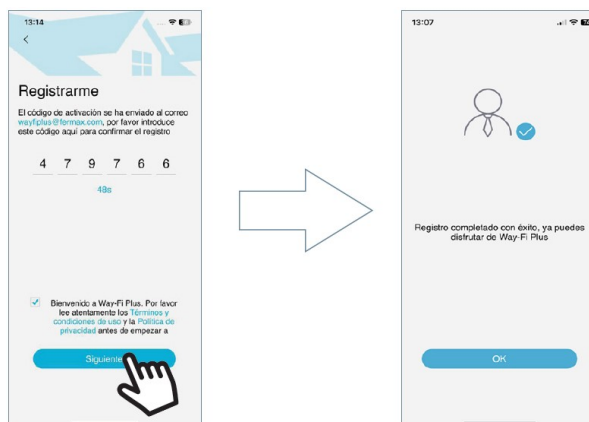 13:14
Registrarme
El código de activación se ha enviado al correo
wayfiplus@fermax.com, por favor introduce
este código aquí para confirmar el registro
4 7 9 7 6 6
48s
Bienvenido a Way-Fi Plus. Por favor
lee atentamente los Términos y
condiciones de uso y la Política de
privacidad antes de empezar a
Siguiente
13:07
Registro completado con éxito, ya puedes
disfrutar de Way-Fi Plus
OK